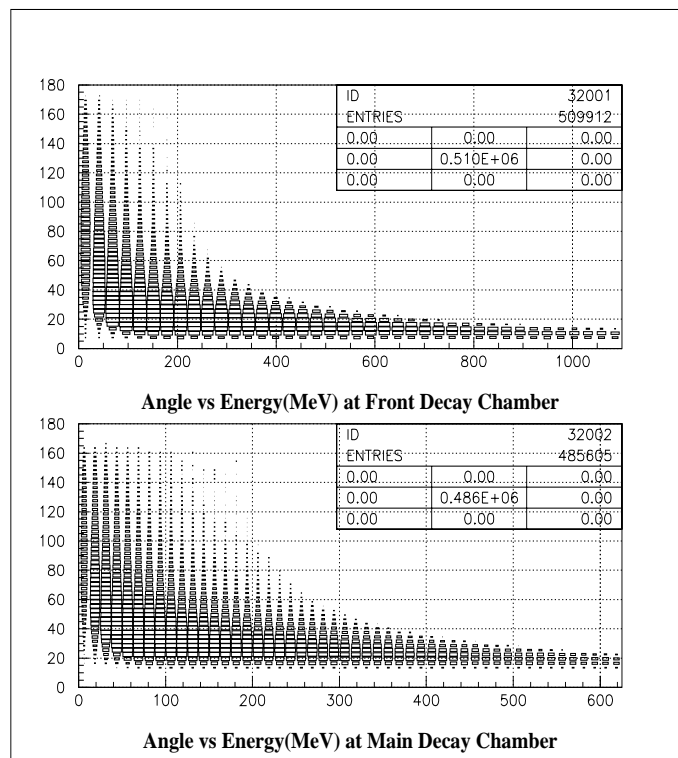 180
160
140
120
100
80
60
40
20
0
ID 32001
ENTRIES 509912
0.00 0.00 0.00
0.00 0.510E+06 0.00
0.00 0.00 0.00
0 200 400 600 800 1000
Angle vs Energy(MeV) at Front Decay Chamber
180
160
140
120
100
80
60
40
20
0
ID 32002
ENTRIES 485605
0.00 0.00 0.00
0.00 0.486E+06 0.00
0.00 0.00 0.00
0 100 200 300 400 500 600
Angle vs Energy(MeV) at Main Decay Chamber